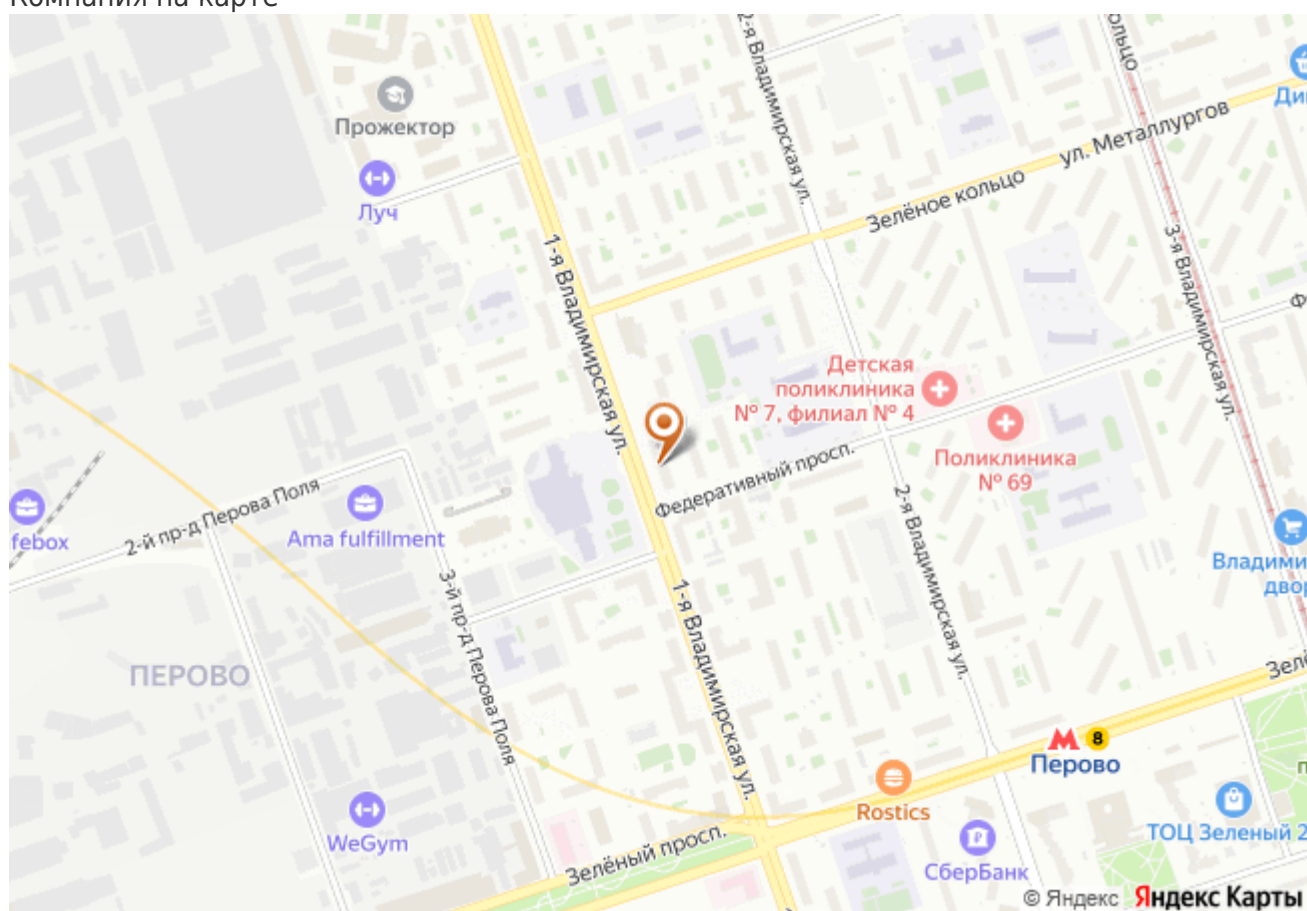 Компания на карте
2-я Владимирская ул.
Прожектор
ул. Металлургов
Зелёное кольцо
Луч
1-я Владимирская ул.
3-я Владимирская ул.
Детская
поликлиника
№ 7, филиал № 4
Поликлиника
№ 69
Федеративный просп.
2-й пр-д Перова Поля
Ama fulfillment
2-я Владимирская ул.
3-й пр-д Перова Поля
1-я Владимирская ул.
ПЕРОВО
М 8
Перово
Rostics
ТОЦ Зеленый 2
WeGym
Зелёный просп.
СберБанк
© Яндекс Яндекс Карты